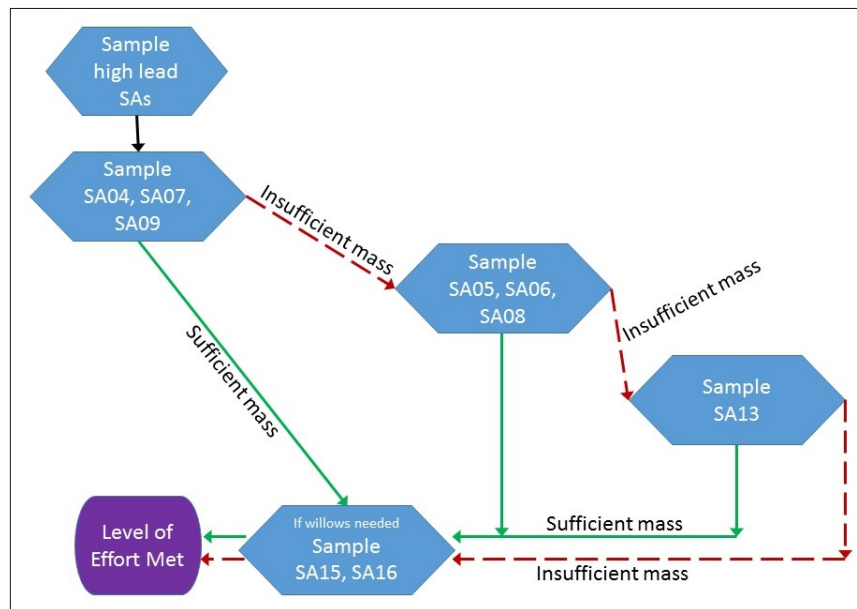 Sample
high lead
SAs
Sample
SA04, SA07,
SA09
Insufficient mass
Sample
SA05, SA06,
SA08
Insufficient mass
Sample
SA13
Sufficient mass
Sufficient mass
Insufficient mass
If willows needed
Sample
SA15, SA16
Level of
Effort Met